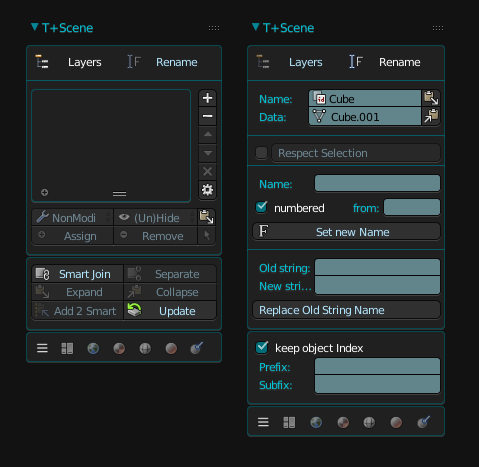 T+Scene
Layers Rename
NonModi (Un)Hide
Assign Remove
Smart Join Separate
Expand Collapse
Add 2 Smart Update
T+Scene
Layers Rename
Name: Cube
Data: Cube.001
Respect Selection
Name:
numbered from:
F Set new Name
Old string:
New stri...
Replace Old String Name
keep object Index
Prefix:
Subfix: